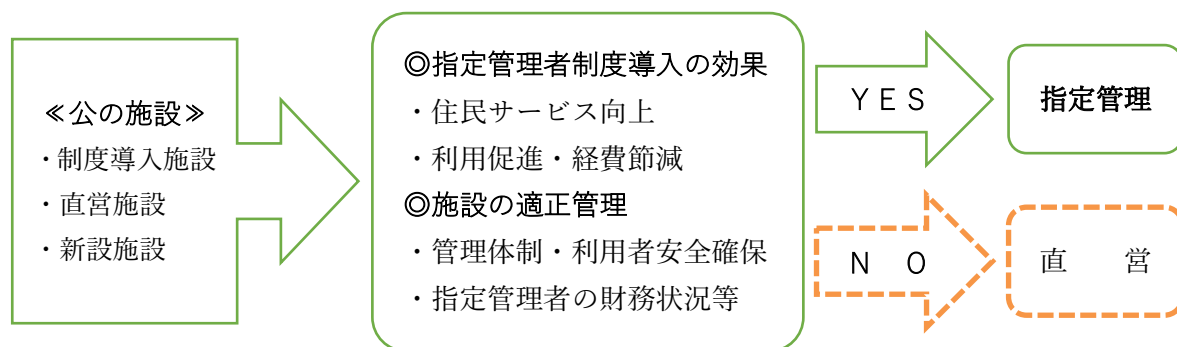 ≪公の施設≫
・制度導入施設
・直営施設
・新設施設
◎指定管理者制度導入の効果
・住民サービス向上
・利用促進・経費節減
◎施設の適正管理
・管理体制・利用者安全確保
・指定管理者の財務状況等
ＹＥＳ
指定管理
Ｎ　Ｏ
直　　営